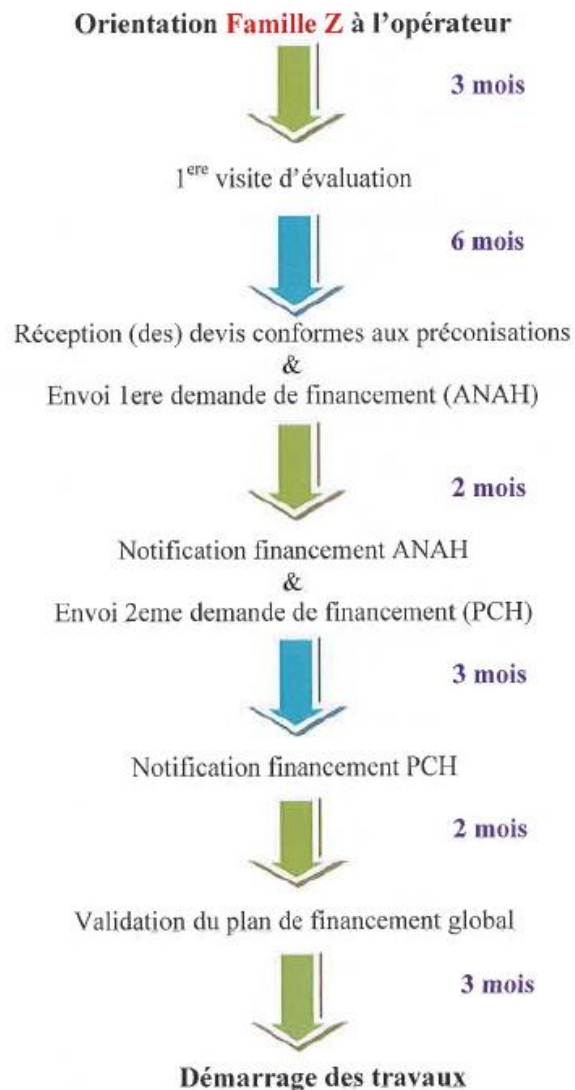 Orientation Famille Z à l'opérateur
3 mois
1ere visite d'évaluation
6 mois
Réception (des) devis conformes aux préconisations
&
Envoi 1ere demande de financement (ANAH)
2 mois
Notification financement ANAH
&
Envoi 2eme demande de financement (PCH)
3 mois
Notification financement PCH
2 mois
Validation du plan de financement global
3 mois
Démarrage des travaux